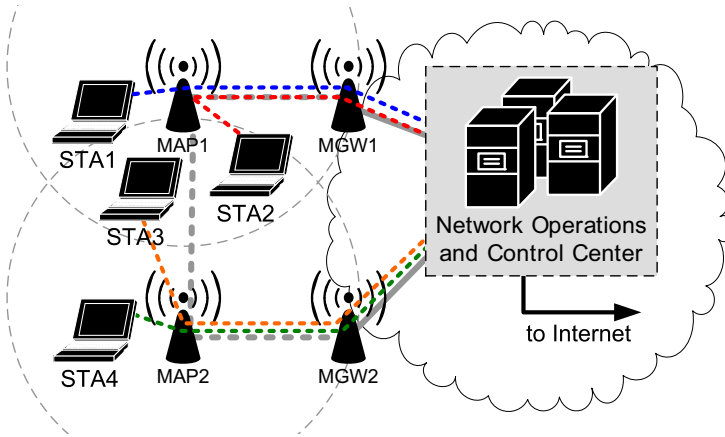 STA1
MAP1
MGW1
STA2
STA3
Network Operations
and Control Center
to Internet
STA4
MAP2
MGW2